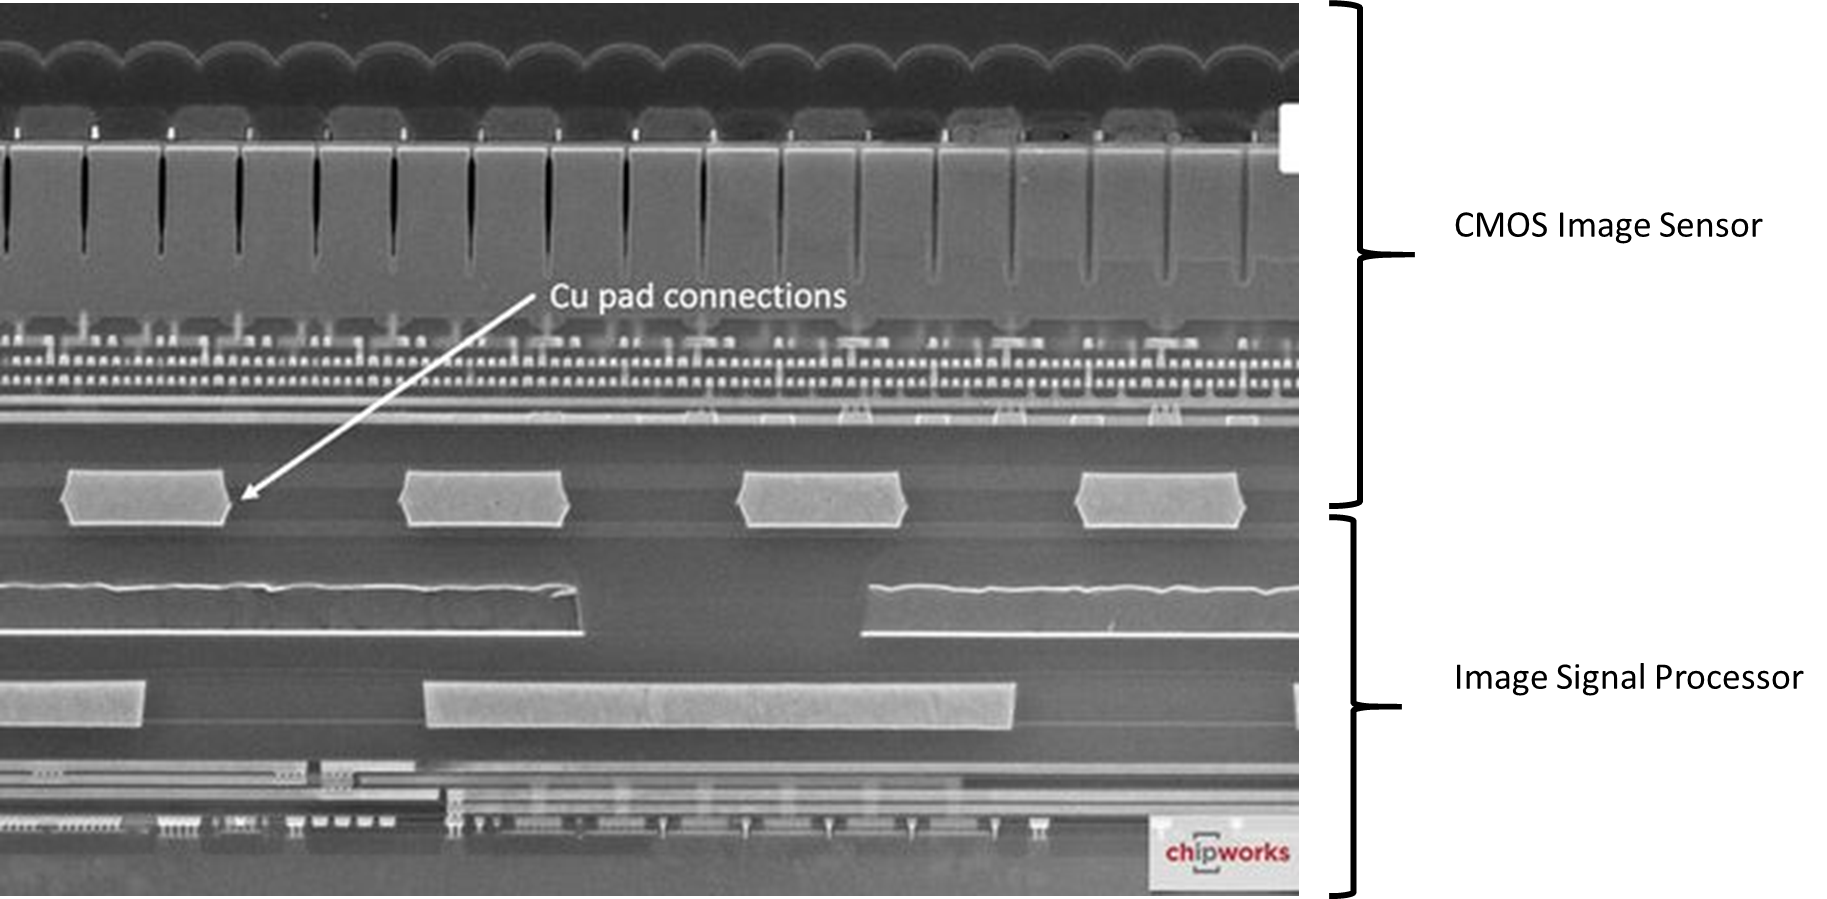 CMOS Image Sensor
Cu pad connections
Image Signal Processor
chipworks